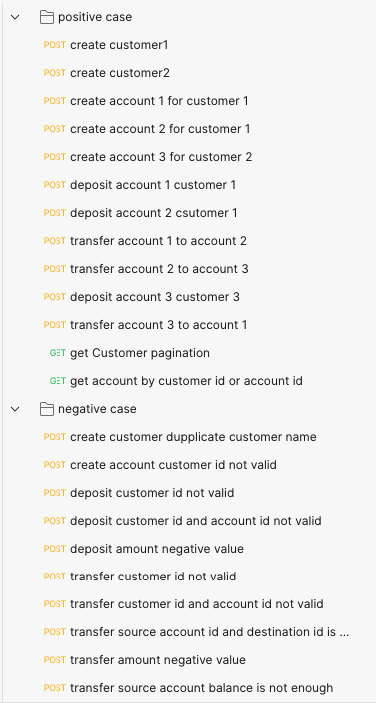 positive case
POST create customer1
POST create customer2
POST create account 1 for customer 1
POST create account 2 for customer 1
POST create account 3 for customer 2
POST deposit account 1 customer 1
POST deposit account 2 csutomer 1
POST transfer account 1 to account 2
POST transfer account 2 to account 3
POST deposit account 3 customer 3
POST transfer account 3 to account 1
GET get Customer pagination
GET get account by customer id or account id
negative case
POST create customer dupplicate customer name
POST create account customer id not valid
POST deposit customer id not valid
POST deposit customer id and account id not valid
POST deposit amount negative value
POST transfer customer id not valid
POST transfer customer id and account id not valid
POST transfer source account id and destination id is ...
POST transfer amount negative value
POST transfer source account balance is not enough